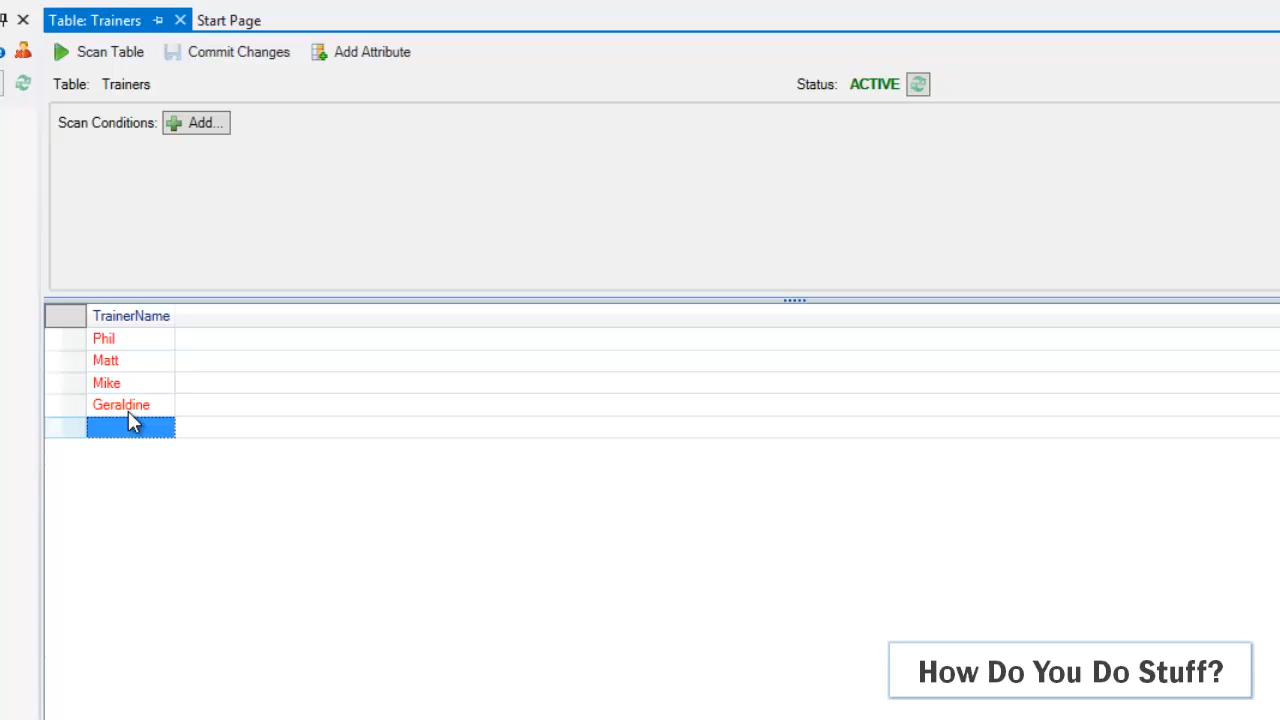 Table: Trainers
Start Page
Scan Table
Commit Changes
Add Attribute
Table: Trainers
Status: ACTIVE
Scan Conditions:
Add...
TrainerName
Phil
Matt
Mike
Geraldine
How Do You Do Stuff?